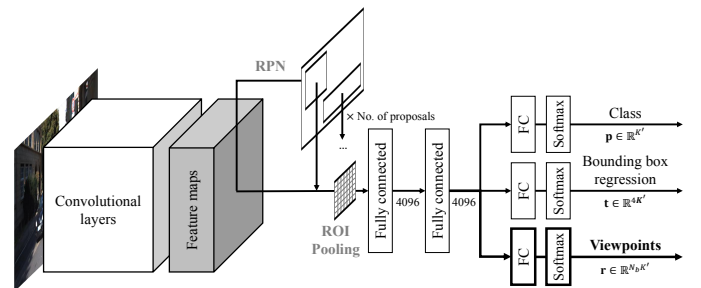 RPN
× No. of proposals
...
Convolutional
layers
Feature maps
ROI
Pooling
Fully connected
4096
Fully connected
4096
FC
Softmax
Class
p ∈ ℝ^{K′}
FC
Softmax
Bounding box
regression
t ∈ ℝ^{4K′}
FC
Softmax
Viewpoints
r ∈ ℝ^{N_b K′}